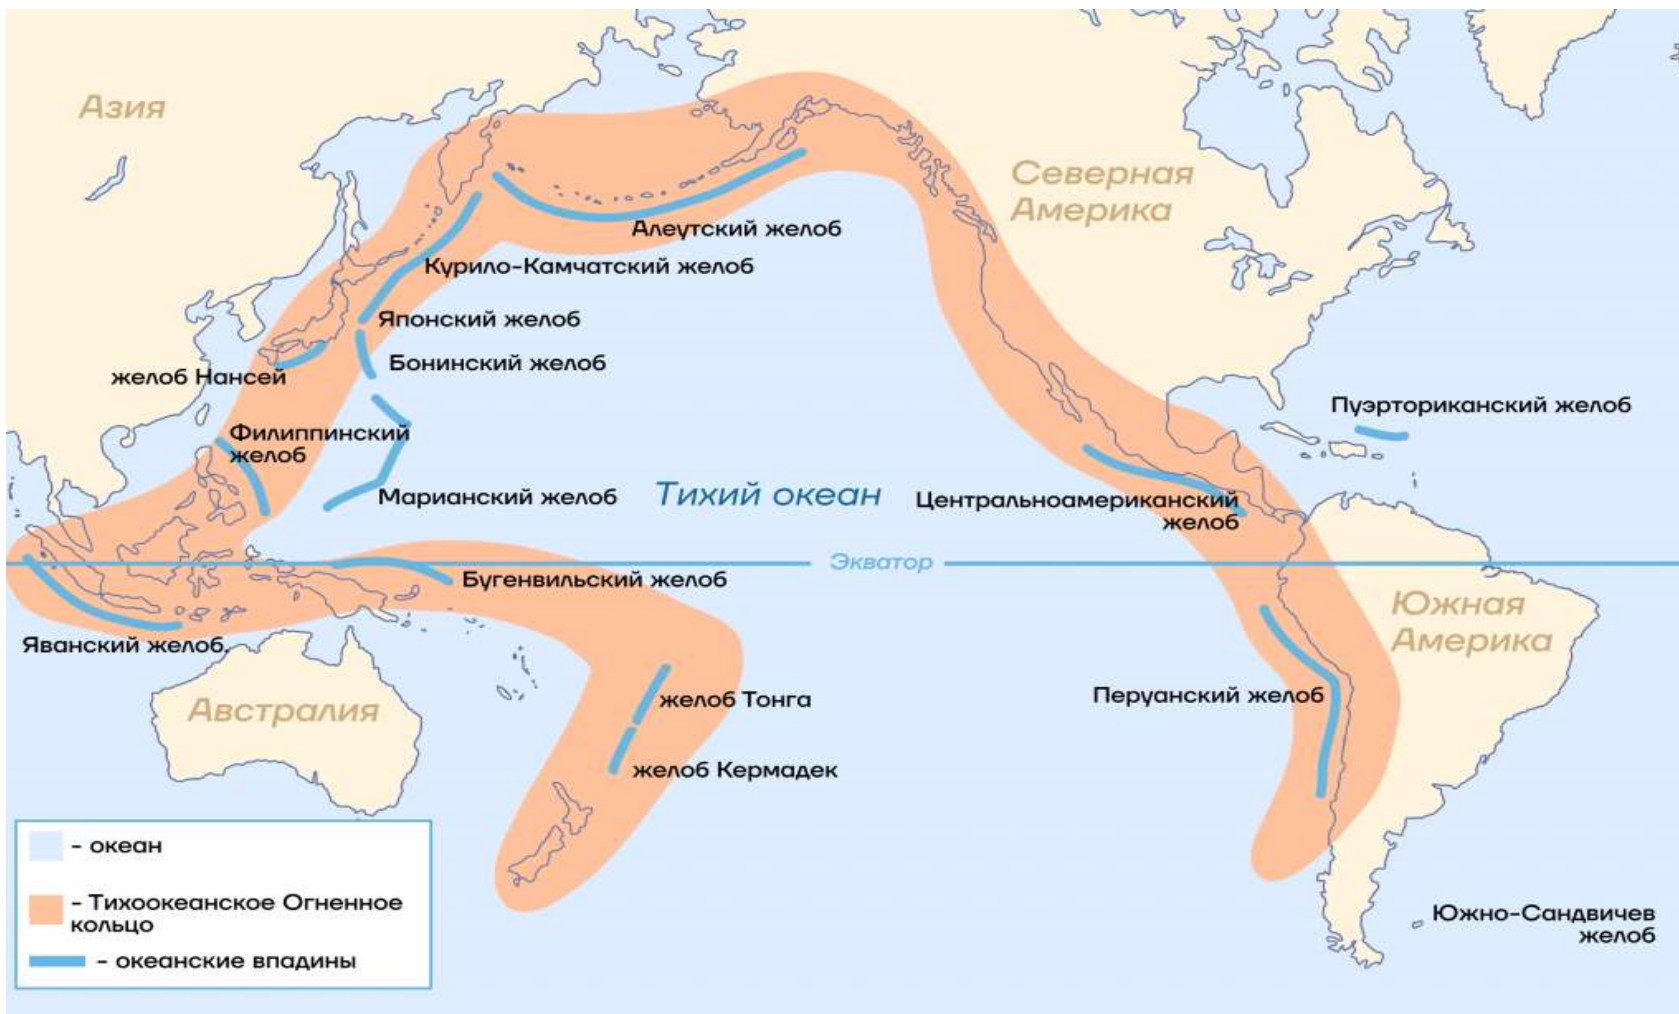 Азия
Северная
Америка
Алеутский желоб
Курило-Камчатский желоб
Японский желоб
Бонинский желоб
желоб Нансей
Пуэрториканский желоб
Филиппинский
желоб
Марианский желоб
Тихий океан
Центральноамериканский
желоб
Экватор
Бугенвильский желоб
Южная
Америка
Яванский желоб.
Австралия
желоб Тонга
Перуанский желоб
желоб Кермадек
- океан
- Тихоокеанское Огненное
кольцо
- океанские впадины
Южно-Сандвичев
желоб